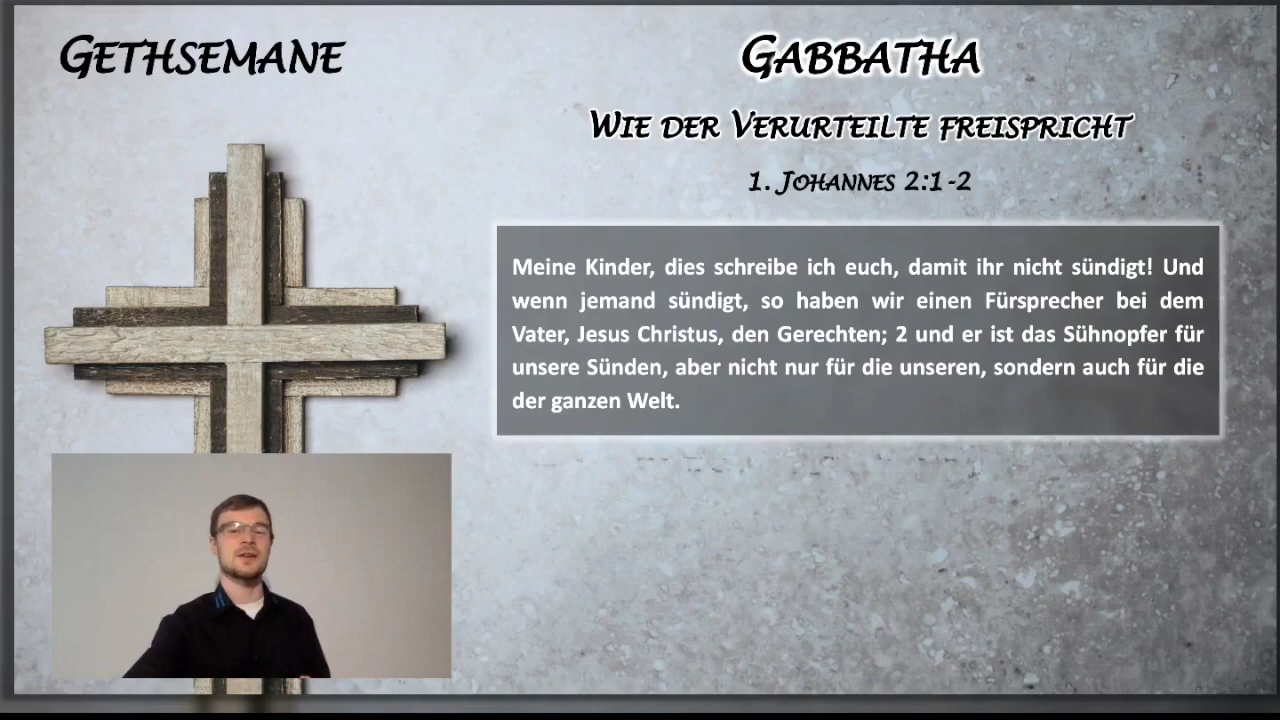 Gethsemane
Gabbatha
Wie der Verurteilte freispricht
1. Johannes 2:1-2
Meine Kinder, dies schreibe ich euch, damit ihr nicht sündigt! Und
wenn jemand sündigt, so haben wir einen Fürsprecher bei dem
Vater, Jesus Christus, den Gerechten; 2 und er ist das Sühnopfer für
unsere Sünden, aber nicht nur für die unseren, sondern auch für die
der ganzen Welt.